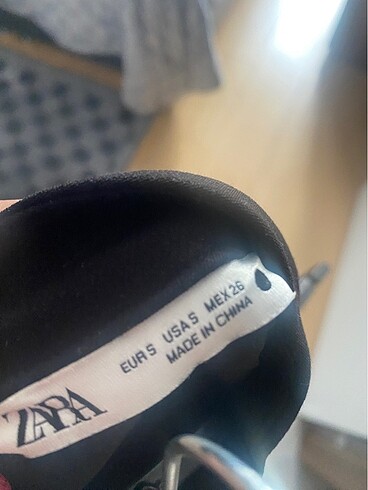 ZARA
EUR S USA S MEX 26
MADE IN CHINA